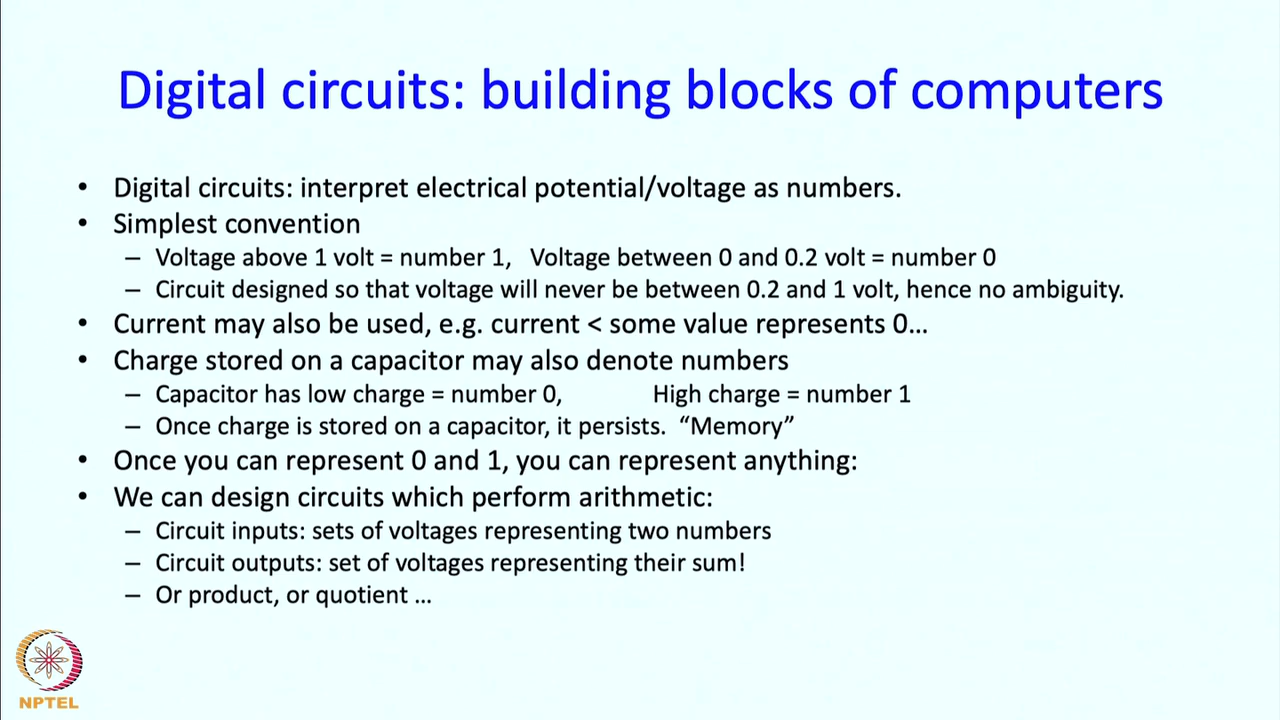 Digital circuits: building blocks of computers
• Digital circuits: interpret electrical potential/voltage as numbers.
• Simplest convention
– Voltage above 1 volt = number 1, Voltage between 0 and 0.2 volt = number 0
– Circuit designed so that voltage will never be between 0.2 and 1 volt, hence no ambiguity.
• Current may also be used, e.g. current < some value represents 0…
• Charge stored on a capacitor may also denote numbers
– Capacitor has low charge = number 0, High charge = number 1
– Once charge is stored on a capacitor, it persists. “Memory”
• Once you can represent 0 and 1, you can represent anything:
• We can design circuits which perform arithmetic:
– Circuit inputs: sets of voltages representing two numbers
– Circuit outputs: set of voltages representing their sum!
– Or product, or quotient …
NPTEL